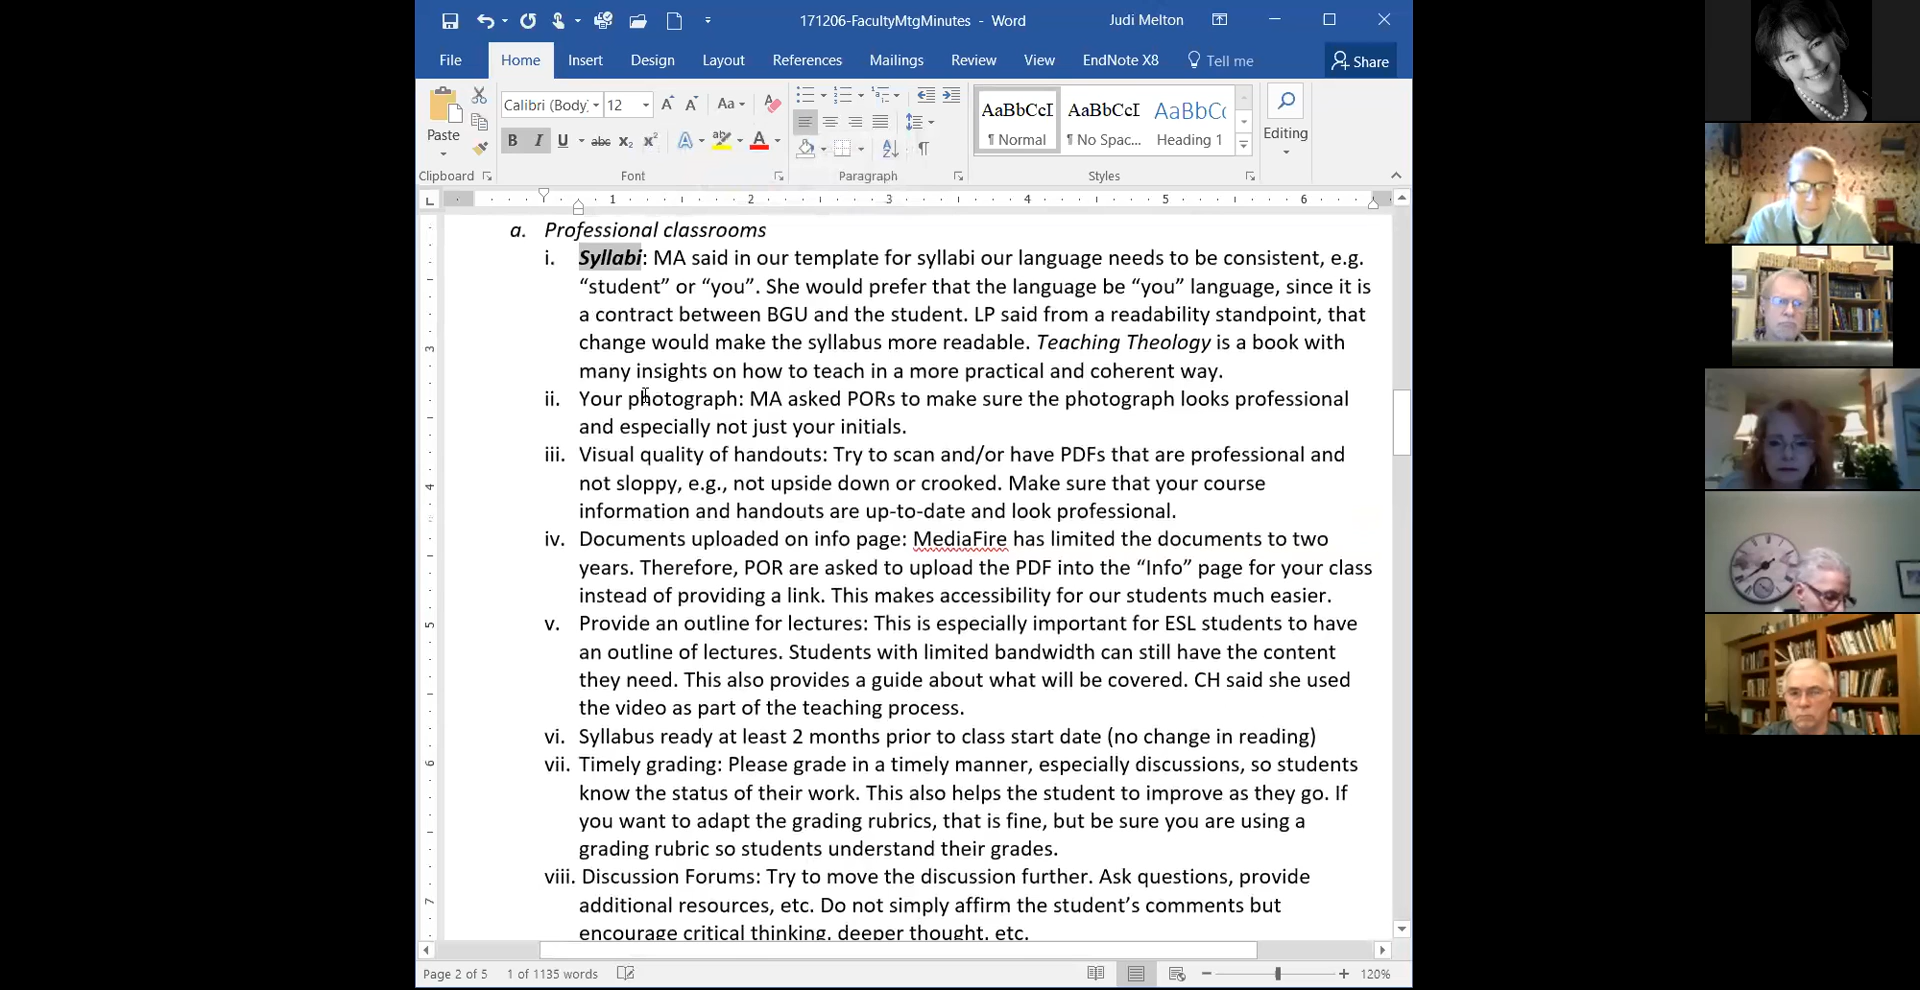 171206-FacultyMtgMinutes - Word
Judi Melton
File Home Insert Design Layout References Mailings Review View EndNote X8 Tell me Share
Paste
Calibri (Body 12
Aa
B I U abc x₂ x² A ab A
AaBbCcI AaBbCcI AaBbCc
¶ Normal ¶ No Spac... Heading 1
Editing
Clipboard Font Paragraph Styles
1 2 3 4 5 6
a. Professional classrooms
i. Syllabi: MA said in our template for syllabi our language needs to be consistent, e.g.
“student” or “you”. She would prefer that the language be “you” language, since it is
a contract between BGU and the student. LP said from a readability standpoint, that
change would make the syllabus more readable. Teaching Theology is a book with
many insights on how to teach in a more practical and coherent way.
ii. Your photograph: MA asked PORs to make sure the photograph looks professional
and especially not just your initials.
iii. Visual quality of handouts: Try to scan and/or have PDFs that are professional and
not sloppy, e.g., not upside down or crooked. Make sure that your course
information and handouts are up-to-date and look professional.
iv. Documents uploaded on info page: MediaFire has limited the documents to two
years. Therefore, POR are asked to upload the PDF into the “Info” page for your class
instead of providing a link. This makes accessibility for our students much easier.
v. Provide an outline for lectures: This is especially important for ESL students to have
an outline of lectures. Students with limited bandwidth can still have the content
they need. This also provides a guide about what will be covered. CH said she used
the video as part of the teaching process.
vi. Syllabus ready at least 2 months prior to class start date (no change in reading)
vii. Timely grading: Please grade in a timely manner, especially discussions, so students
know the status of their work. This also helps the student to improve as they go. If
you want to adapt the grading rubrics, that is fine, but be sure you are using a
grading rubric so students understand their grades.
viii. Discussion Forums: Try to move the discussion further. Ask questions, provide
additional resources, etc. Do not simply affirm the student’s comments but
encourage critical thinking, deeper thought, etc.
3
4
5
6
7
Page 2 of 5 1 of 1135 words 120%